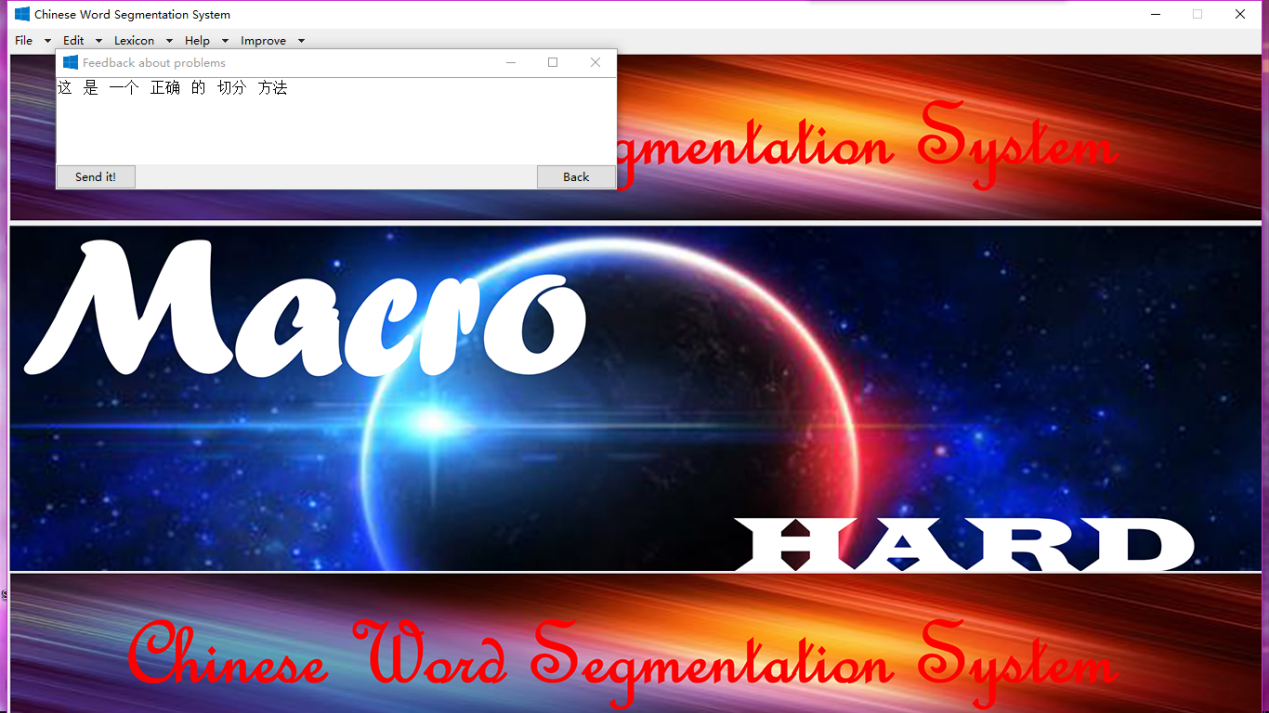 Chinese Word Segmentation System
File Edit Lexicon Help Improve
Feedback about problems
这 是 一个 正确 的 切分 方法
Send it! Back
gmentation System
Macro
HARD
Chinese Word Segmentation System